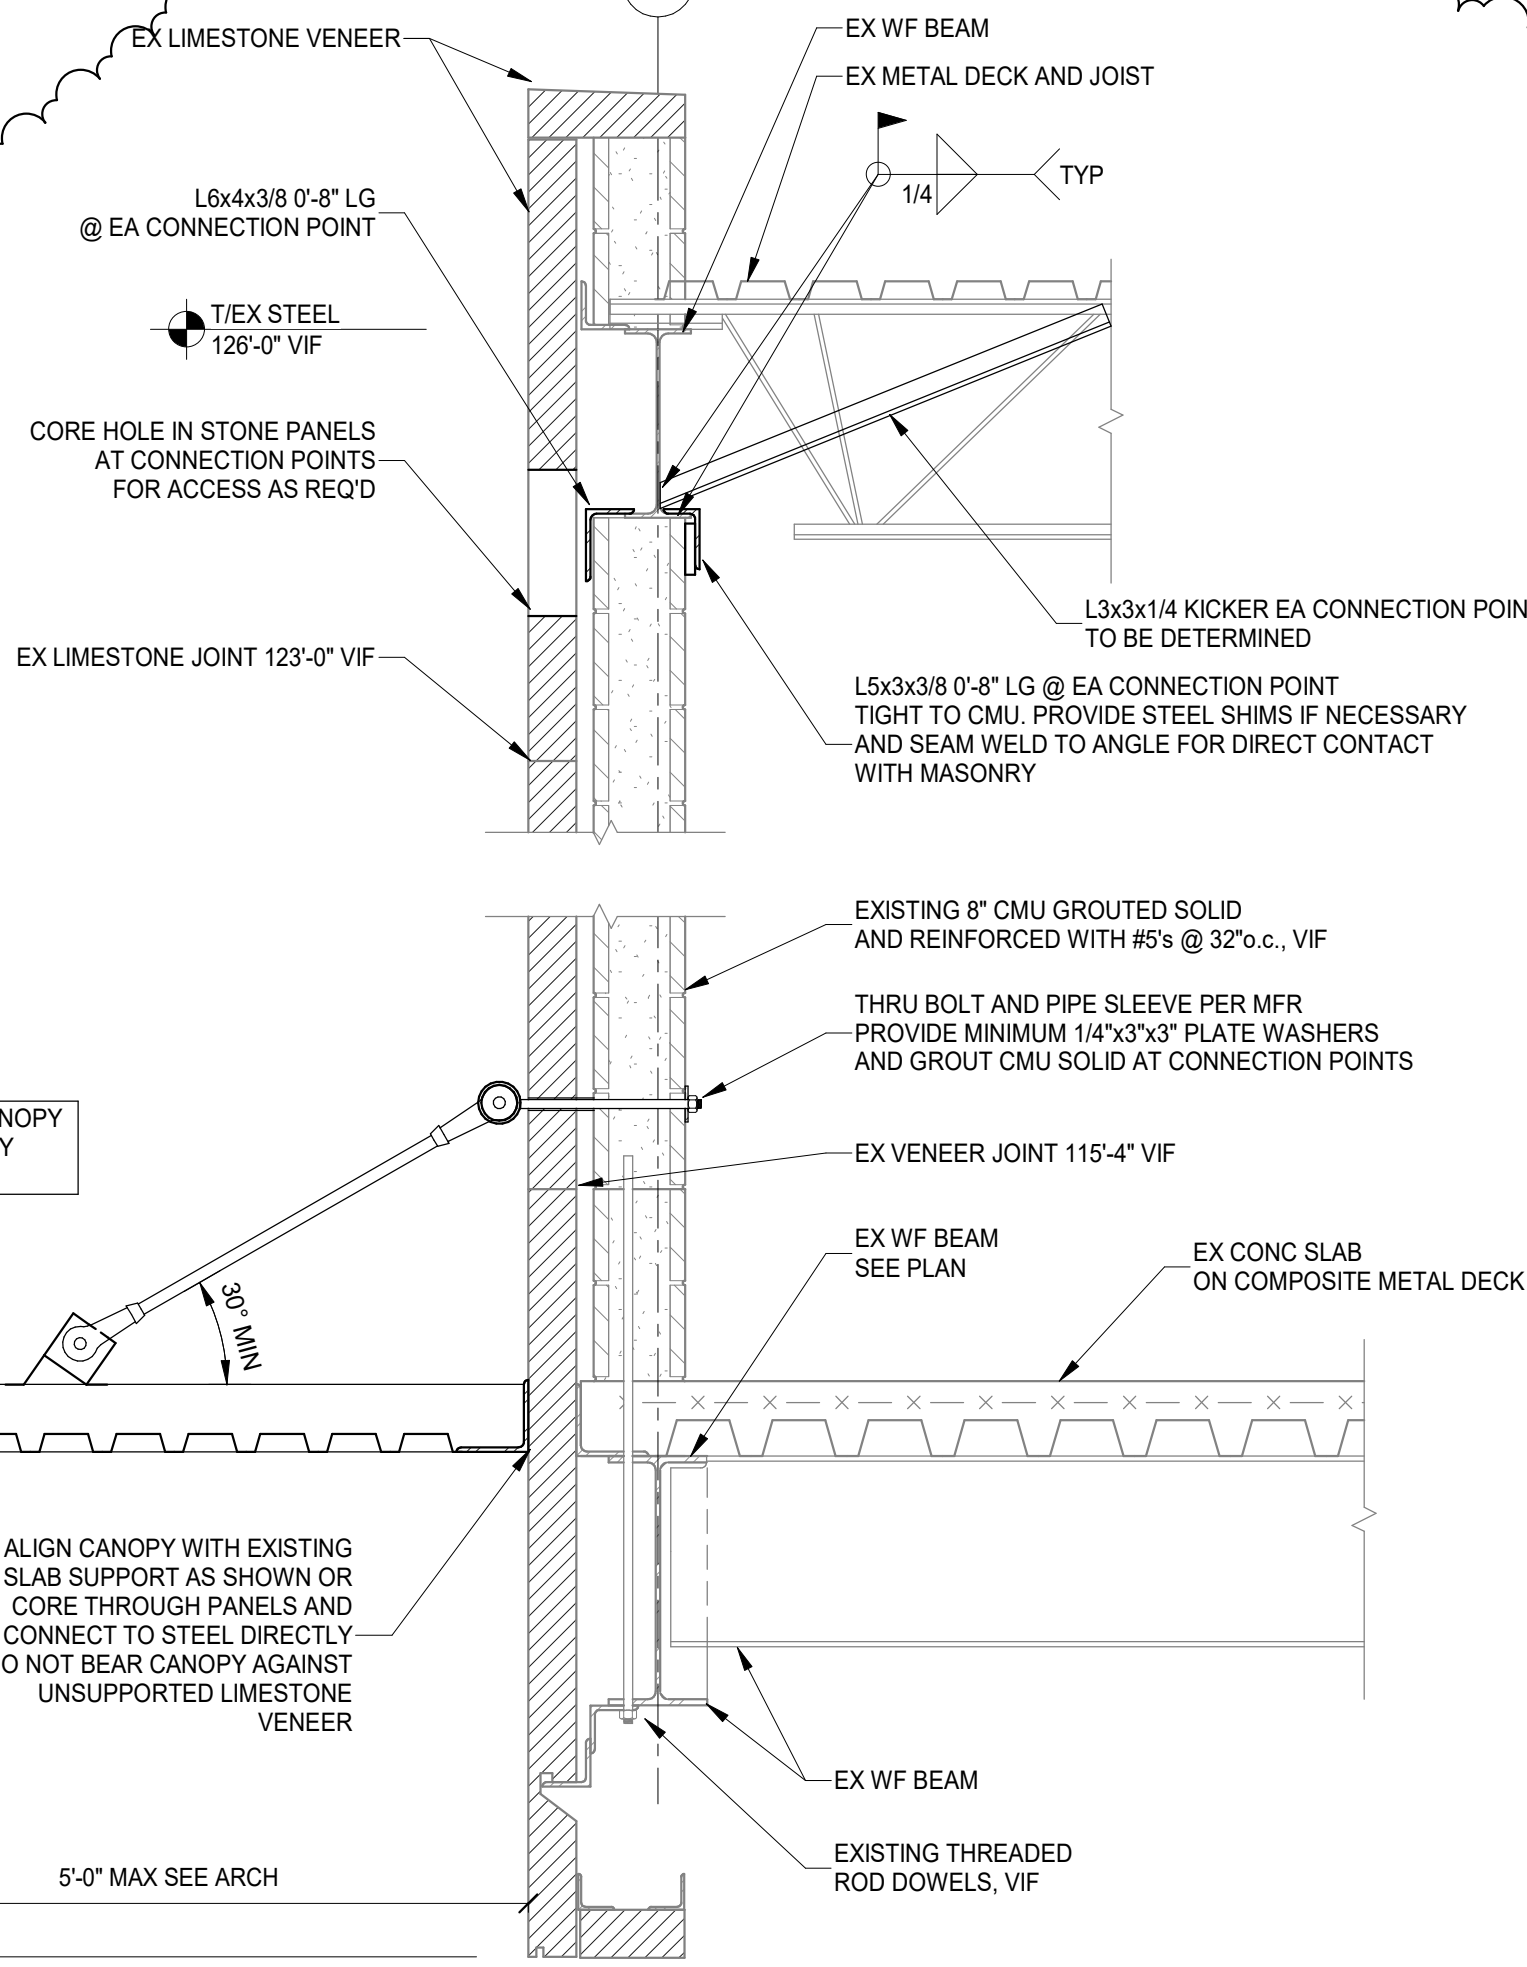 EX LIMESTONE VENEER
EX WF BEAM
EX METAL DECK AND JOIST
1/4
TYP
L6x4x3/8 0'-8" LG
@ EA CONNECTION POINT
T/EX STEEL
126'-0" VIF
CORE HOLE IN STONE PANELS
AT CONNECTION POINTS
FOR ACCESS AS REQ'D
L3x3x1/4 KICKER EA CONNECTION POIN
TO BE DETERMINED
EX LIMESTONE JOINT 123'-0" VIF
L5x3x3/8 0'-8" LG @ EA CONNECTION POINT
TIGHT TO CMU. PROVIDE STEEL SHIMS IF NECESSARY
AND SEAM WELD TO ANGLE FOR DIRECT CONTACT
WITH MASONRY
EXISTING 8" CMU GROUTED SOLID
AND REINFORCED WITH #5's @ 32"o.c., VIF
THRU BOLT AND PIPE SLEEVE PER MFR
PROVIDE MINIMUM 1/4"x3"x3" PLATE WASHERS
AND GROUT CMU SOLID AT CONNECTION POINTS
NOPY
Y
EX VENEER JOINT 115'-4" VIF
EX WF BEAM
SEE PLAN
EX CONC SLAB
ON COMPOSITE METAL DECK
30° MIN
ALIGN CANOPY WITH EXISTING
SLAB SUPPORT AS SHOWN OR
CORE THROUGH PANELS AND
CONNECT TO STEEL DIRECTLY
O NOT BEAR CANOPY AGAINST
UNSUPPORTED LIMESTONE
VENEER
EX WF BEAM
EXISTING THREADED
ROD DOWELS, VIF
5'-0" MAX SEE ARCH